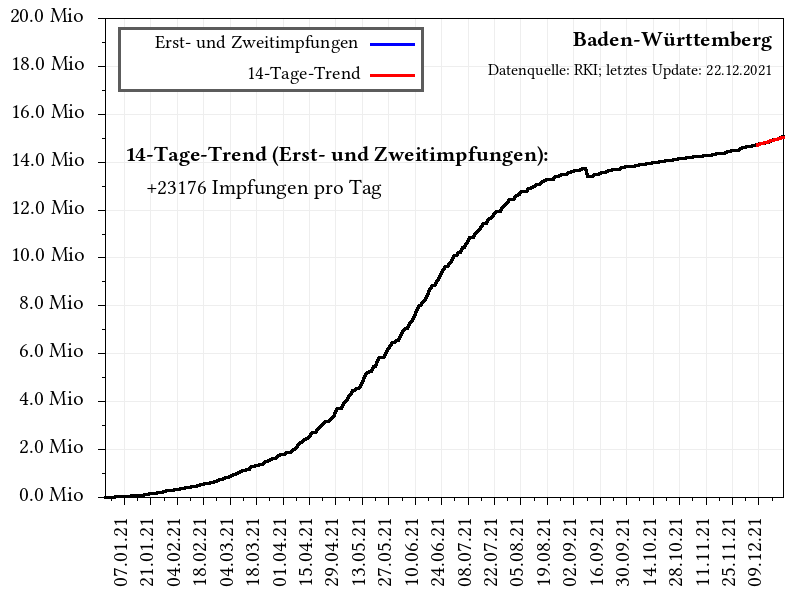 20.0 Mio
18.0 Mio
16.0 Mio
14.0 Mio
12.0 Mio
10.0 Mio
8.0 Mio
6.0 Mio
4.0 Mio
2.0 Mio
0.0 Mio
Erst- und Zweitimpfungen
14-Tage-Trend
Baden-Württemberg
Datenquelle: RKI; letztes Update: 22.12.2021
14-Tage-Trend (Erst- und Zweitimpfungen):
+23176 Impfungen pro Tag
07.01.21
21.01.21
04.02.21
18.02.21
04.03.21
18.03.21
01.04.21
15.04.21
29.04.21
13.05.21
27.05.21
10.06.21
24.06.21
08.07.21
22.07.21
05.08.21
19.08.21
02.09.21
16.09.21
30.09.21
14.10.21
28.10.21
11.11.21
25.11.21
09.12.21